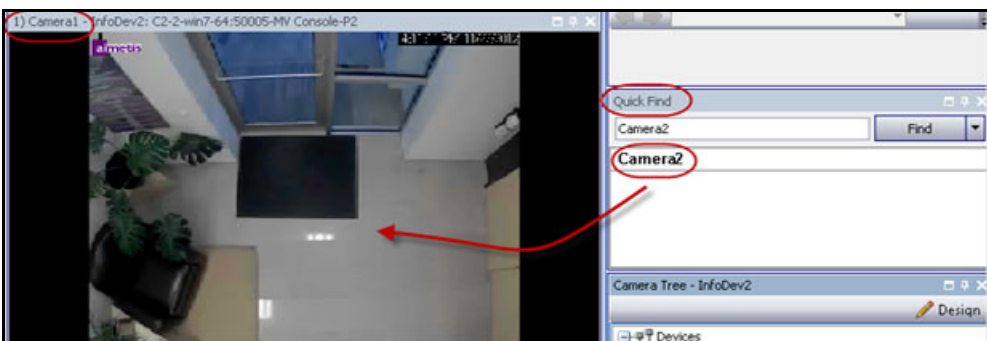 1) Camera1 - InfoDev2: C2-2-win7-64:50005-MV Console-P2
aimetis
Quick Find
Camera2
Find
Camera2
Camera Tree - InfoDev2
Design
Devices